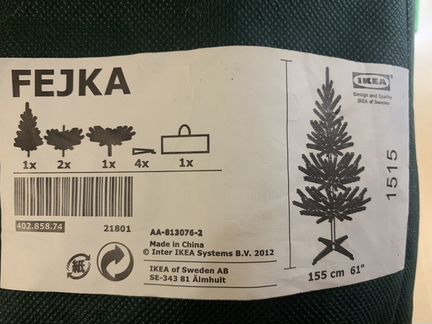 FEJKA
1x
2x
1x
4x
1x
402.858.74
21801
AA-813076-2
Made in China
© Inter IKEA Systems B.V. 2012
IKEA of Sweden AB
SE-343 81 Älmhult
紙
155 cm 61"
IKEA
Design and Quality
IKEA of Sweden
1515